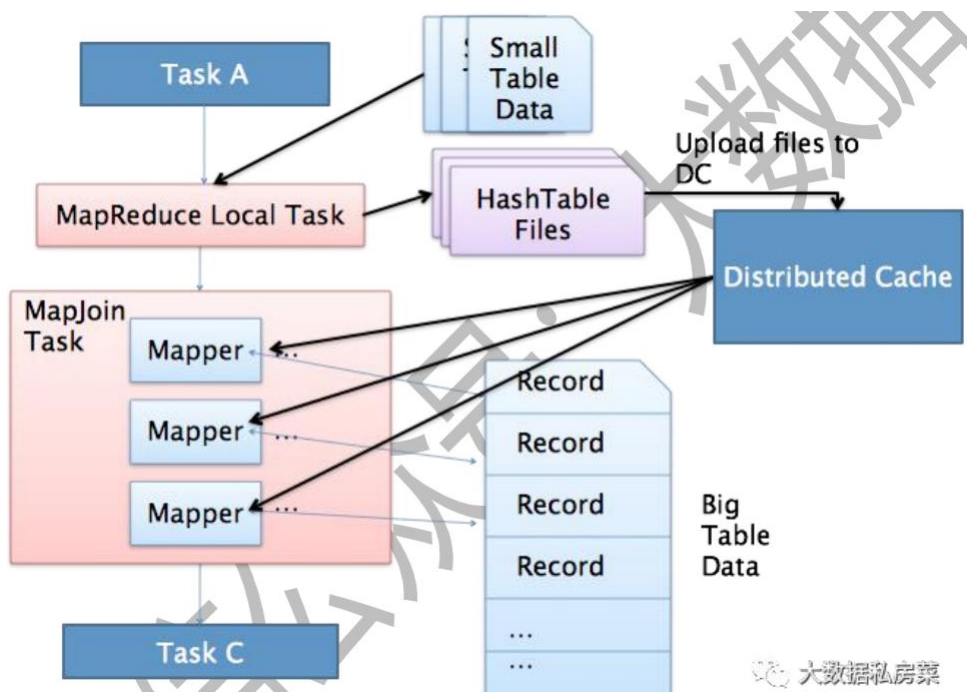 Task A
Small
Table
Data
Upload files to
DC
MapReduce Local Task
HashTable
Files
Distributed Cache
MapJoin
Task
Mapper
...
Mapper
...
Mapper
...
Record
Record
Record
Record
...
...
Big
Table
Data
Task C
大数据私房菜